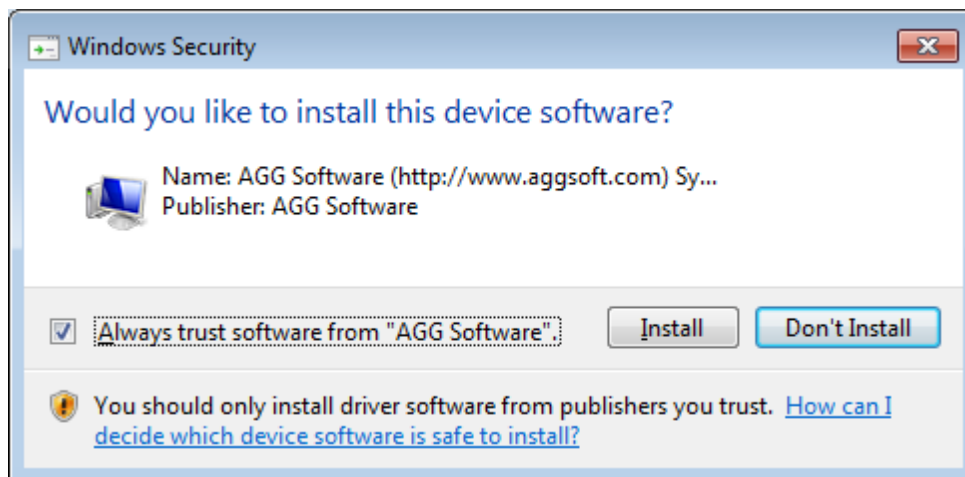 Windows Security
Would you like to install this device software?
Name: AGG Software (http://www.aggsoft.com) Sy...
Publisher: AGG Software
Always trust software from "AGG Software".
Install
Don't Install
You should only install driver software from publishers you trust. How can I
decide which device software is safe to install?